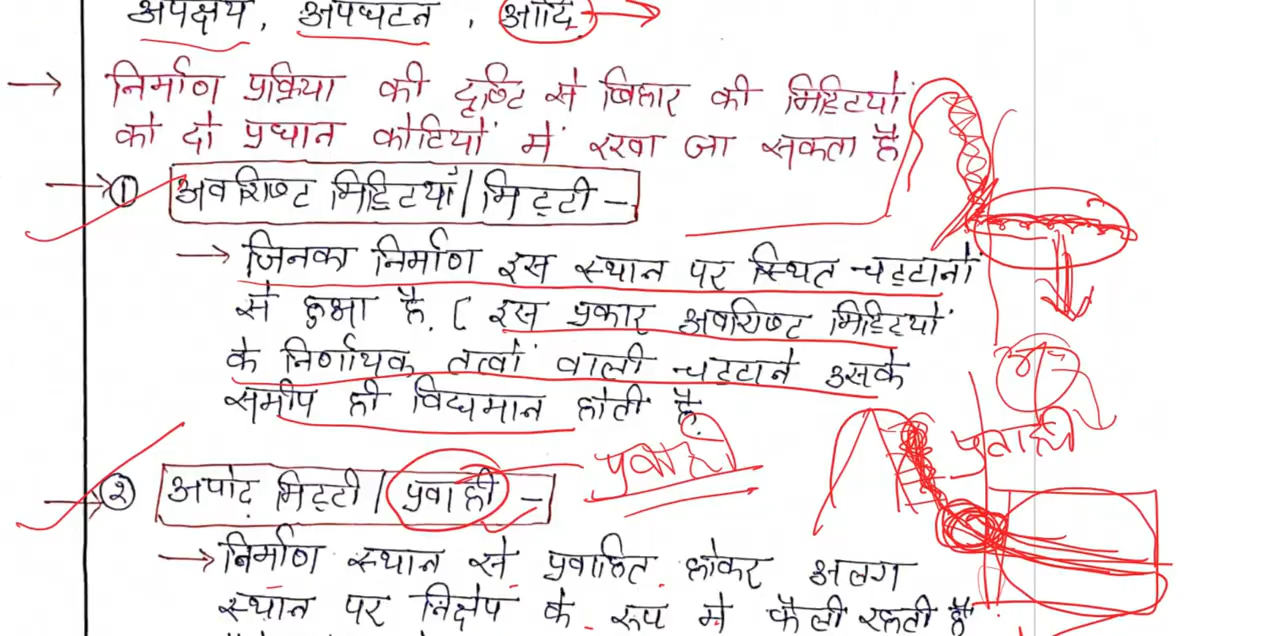 अपक्षय, अपघटन, आदि →
→ निर्माण प्रक्रिया की दृष्टि से बिहार की मिट्टियों
को दो प्रधान कोटियों में रखा जा सकता है
→ ① अवशिष्ट मिट्टियाँ / मिट्टी –
→ जिनका निर्माण इस स्थान पर स्थित चट्टानों
से हुआ है. [ इस प्रकार अवशिष्ट मिट्टियों
के निर्णायक तत्वों वाली चट्टाने उसके
समीप ही विद्यमान होती है.
प्रवाही
प्रवाही
→ ② अपोढ़ मिट्टी / प्रवाही –
→ निर्माण स्थान से प्रवाहित होकर अलग
स्थान पर निक्षेप के रूप में फैली रहती है